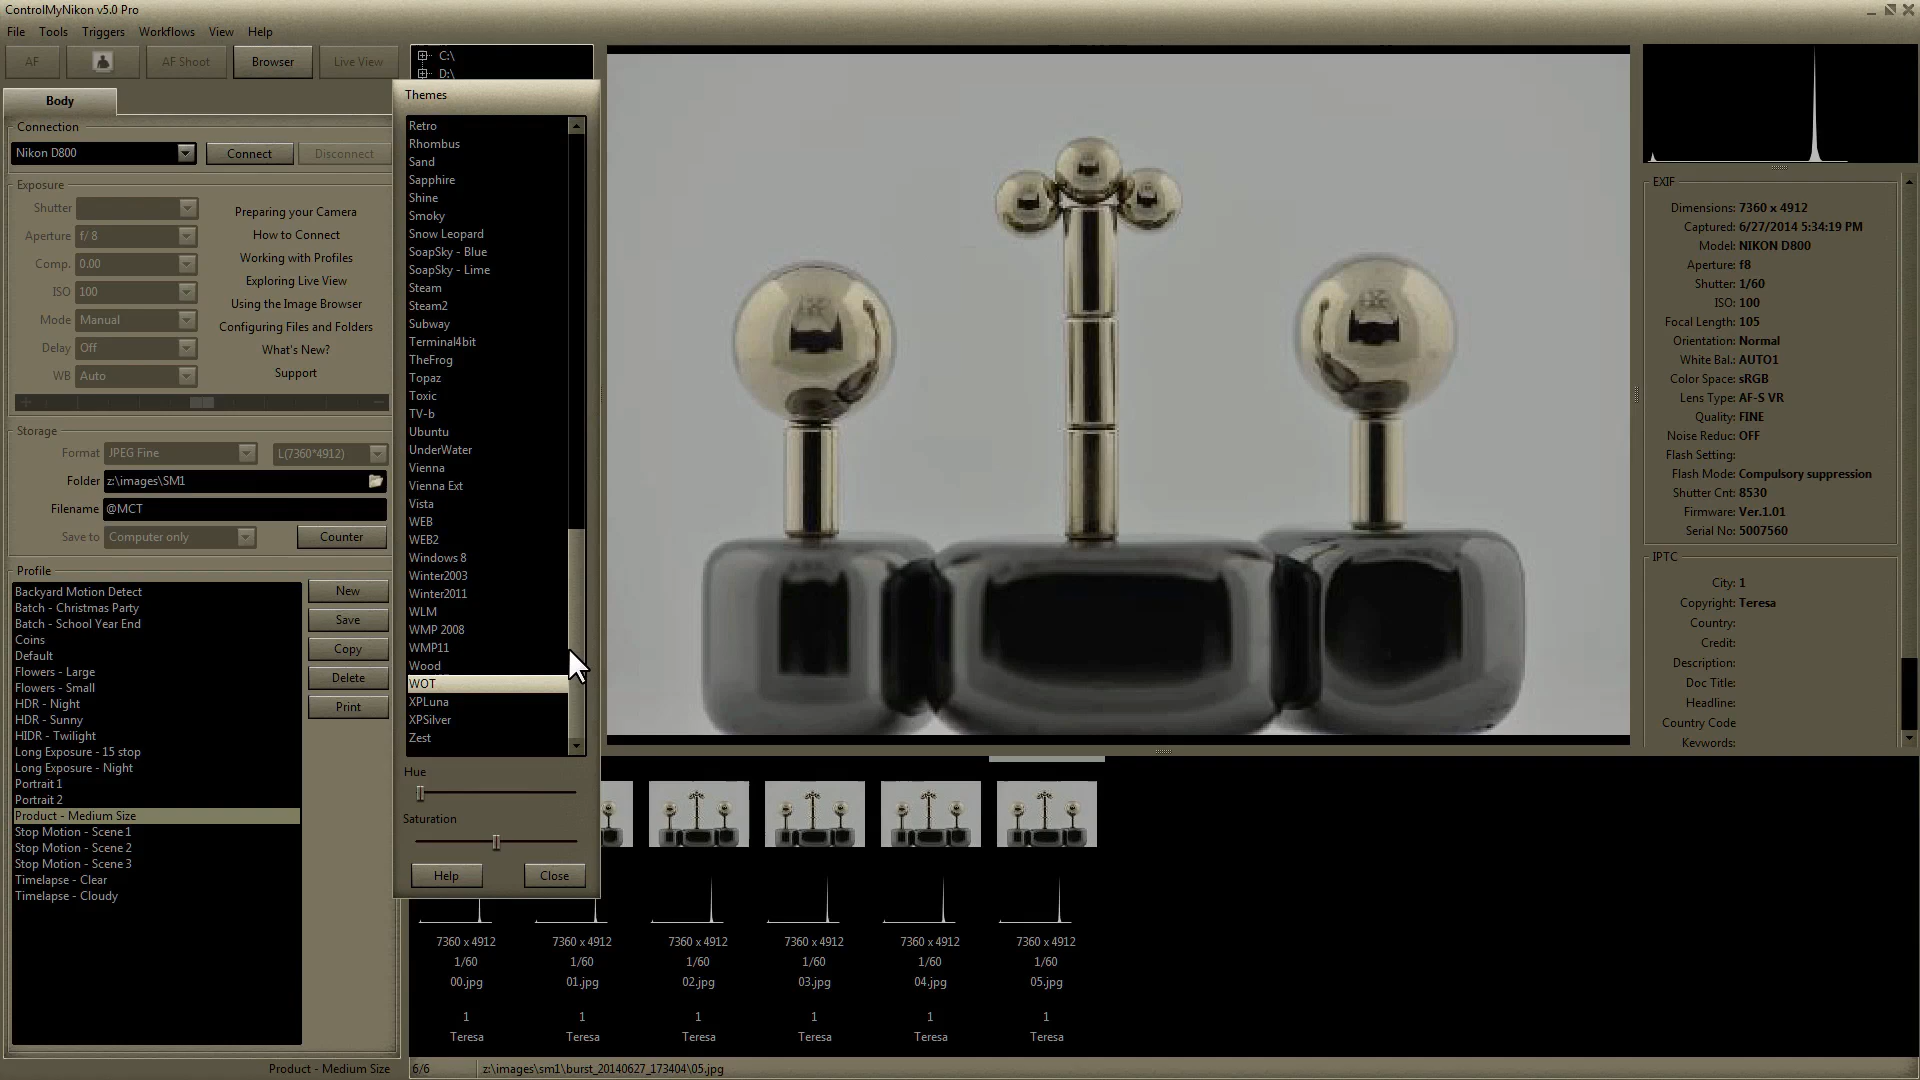 ControlMyNikon v5.0 Pro
File Tools Triggers Workflows View Help
AF AF Shoot Browser Live View
Body
Connection
Nikon D800 Connect Disconnect
Exposure
Shutter
Aperture f/ 8
Comp. 0.00
ISO 100
Mode Manual
Delay Off
WB Auto
Preparing your Camera
How to Connect
Working with Profiles
Exploring Live View
Using the Image Browser
Configuring Files and Folders
What's New?
Support
Storage
Format JPEG Fine L(7360*4912)
Folder z:\images\SM1
Filename @MCT
Save to Computer only Counter
Profile
Backyard Motion Detect
Batch - Christmas Party
Batch - School Year End
Coins
Default
Flowers - Large
Flowers - Small
HDR - Night
HDR - Sunny
HIDR - Twilight
Long Exposure - 15 stop
Long Exposure - Night
Portrait 1
Portrait 2
Product - Medium Size
Stop Motion - Scene 1
Stop Motion - Scene 2
Stop Motion - Scene 3
Timelapse - Clear
Timelapse - Cloudy
New
Save
Copy
Delete
Print
Product - Medium Size
C:\
D:\
Themes
Retro
Rhombus
Sand
Sapphire
Shine
Smoky
Snow Leopard
SoapSky - Blue
SoapSky - Lime
Steam
Steam2
Subway
Terminal4bit
TheFrog
Topaz
Toxic
TV-b
Ubuntu
UnderWater
Vienna
Vienna Ext
Vista
WEB
WEB2
Windows 8
Winter2003
Winter2011
WLM
WMP 2008
WMP11
Wood
WOT
XPLuna
XPSilver
Zest
Hue
Saturation
Help Close
7360 x 4912 7360 x 4912 7360 x 4912 7360 x 4912 7360 x 4912 7360 x 4912
1/60 1/60 1/60 1/60 1/60 1/60
00.jpg 01.jpg 02.jpg 03.jpg 04.jpg 05.jpg
1 1 1 1 1 1
Teresa Teresa Teresa Teresa Teresa Teresa
6/6 z:\images\sm1\burst_20140627_173404\05.jpg
EXIF
Dimensions: 7360 x 4912
Captured: 6/27/2014 5:34:19 PM
Model: NIKON D800
Aperture: f8
Shutter: 1/60
ISO: 100
Focal Length: 105
Orientation: Normal
White Bal.: AUTO1
Color Space: sRGB
Lens Type: AF-S VR
Quality: FINE
Noise Reduc: OFF
Flash Setting:
Flash Mode: Compulsory suppression
Shutter Cnt: 8530
Firmware: Ver.1.01
Serial No: 5007560
IPTC
City: 1
Copyright: Teresa
Country:
Credit:
Description:
Doc Title:
Headline:
Country Code
Keywords: